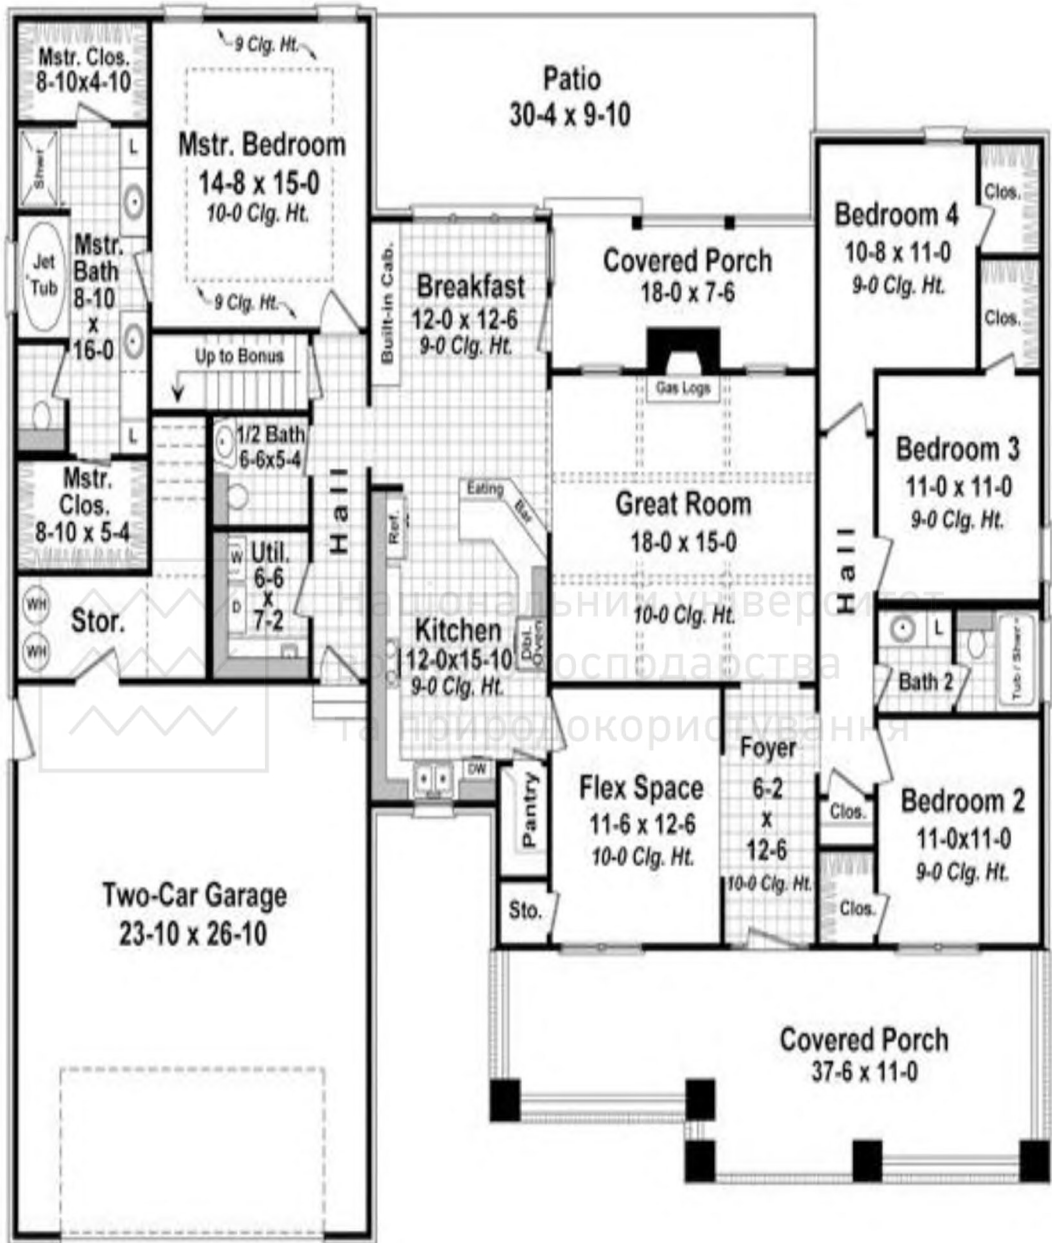 Mstr. Clos.
8-10x4-10
9 Clg. Ht.
Mstr. Bedroom
14-8 x 15-0
10-0 Clg. Ht.
9 Clg. Ht.
Patio
30-4 x 9-10
L
Shwr
Jet
Tub
Mstr.
Bath
8-10
x
16-0
L
Up to Bonus
Built-in Cab.
Breakfast
12-0 x 12-6
9-0 Clg. Ht.
Covered Porch
18-0 x 7-6
Gas Logs
Bedroom 4
10-8 x 11-0
9-0 Clg. Ht.
Clos.
Clos.
1/2 Bath
6-6x5-4
Mstr.
Clos.
8-10 x 5-4
Hall
Util.
6-6
x
7-2
W
D
WH
WH
Stor.
Ref.
Eating
Bar
Great Room
18-0 x 15-0
10-0 Clg. Ht.
Bedroom 3
11-0 x 11-0
9-0 Clg. Ht.
Hall
Kitchen
12-0x15-10
9-0 Clg. Ht.
Dbl.
Oven
DW
Pantry
Sto.
L
Bath 2
Tub / Shwr
Flex Space
11-6 x 12-6
10-0 Clg. Ht.
Foyer
6-2
x
12-6
10-0 Clg. Ht.
Clos.
Clos.
Bedroom 2
11-0x11-0
9-0 Clg. Ht.
Two-Car Garage
23-10 x 26-10
Covered Porch
37-6 x 11-0
Національний університет
господарства
та природокористування